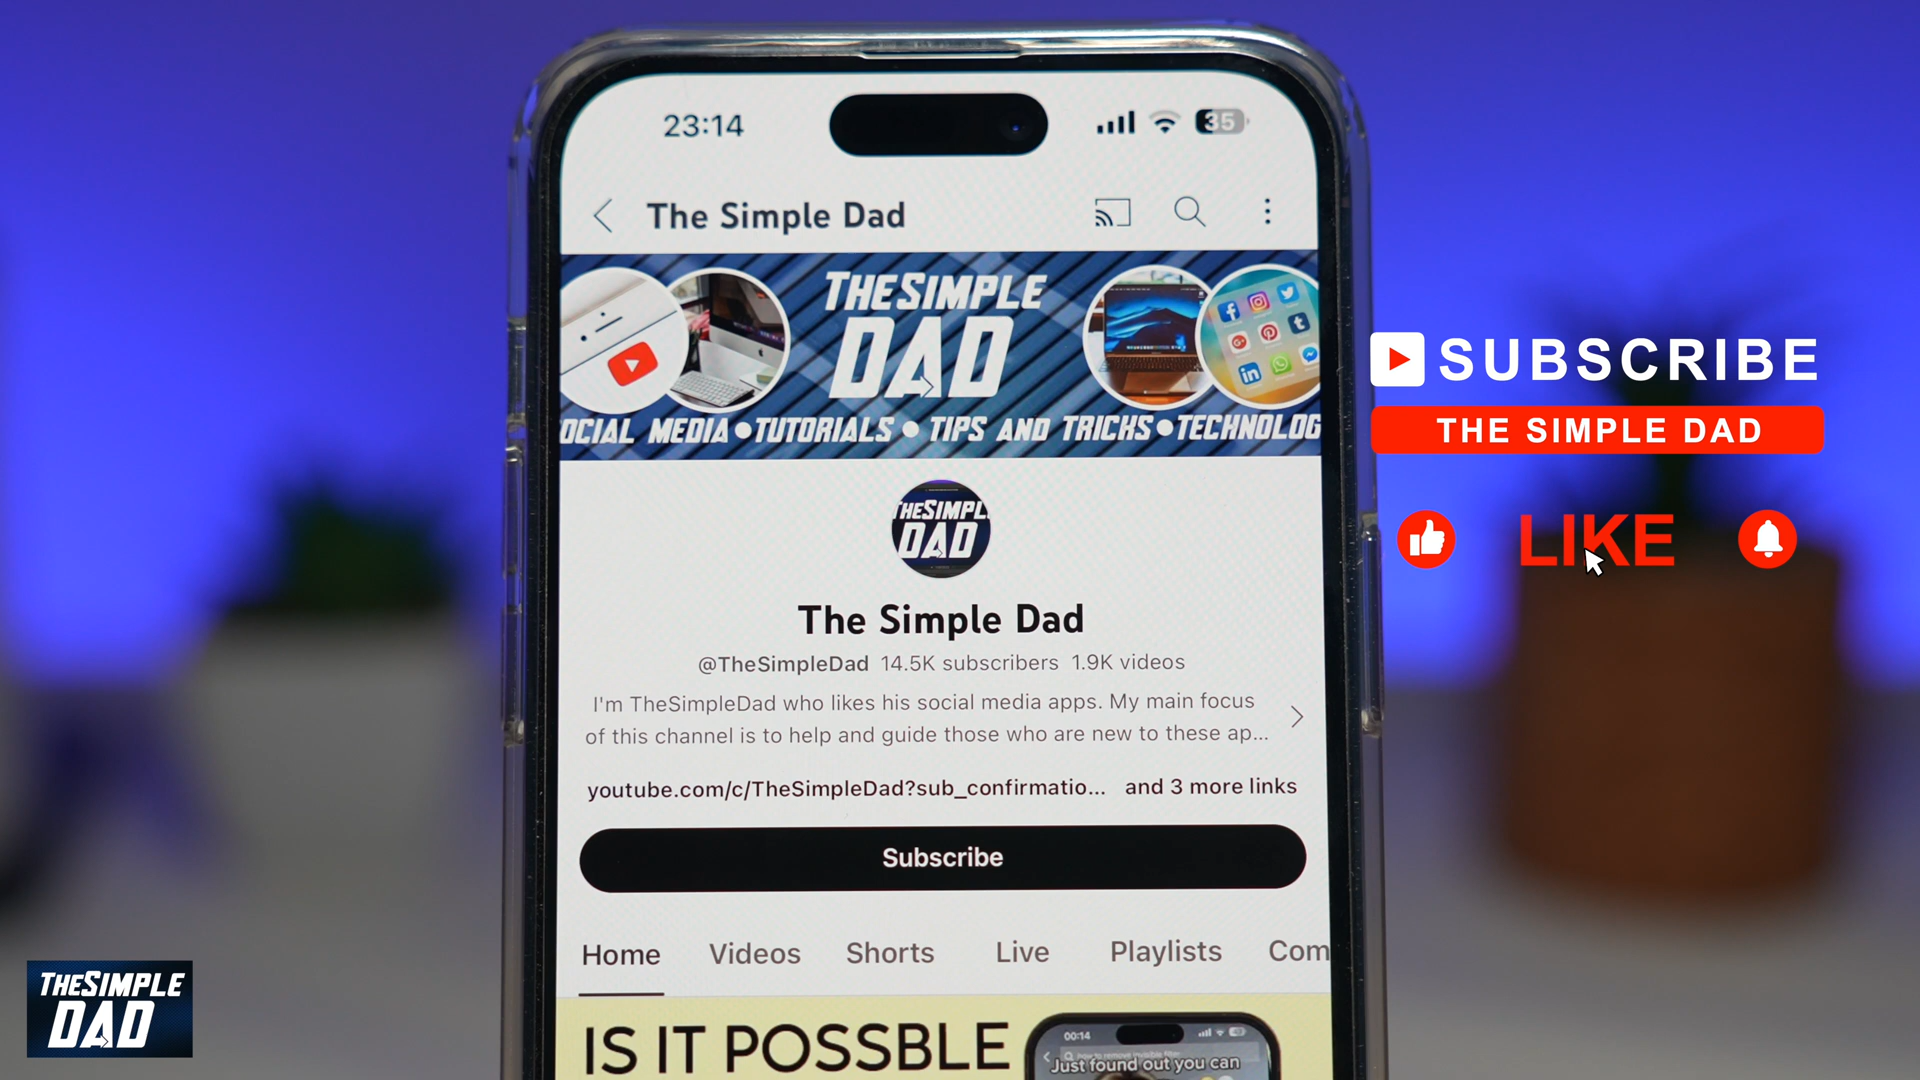 23:14
35
The Simple Dad
THESIMPLE
DAD
OCIAL MEDIA ● TUTORIALS ● TIPS AND TRICKS ● TECHNOLOG
THESIMPL
DAD
The Simple Dad
@TheSimpleDad 14.5K subscribers 1.9K videos
I'm TheSimpleDad who likes his social media apps. My main focus
of this channel is to help and guide those who are new to these ap...
youtube.com/c/TheSimpleDad?sub_confirmatio... and 3 more links
Subscribe
Home Videos Shorts Live Playlists Com
IS IT POSSBLE
00:14
Just found out you can
SUBSCRIBE
THE SIMPLE DAD
LIKE
THESIMPLE
DAD